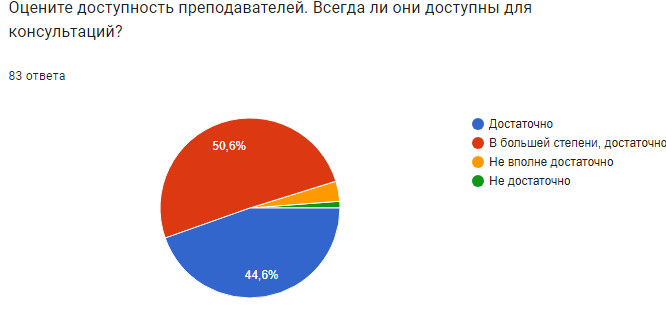 Оцените доступность преподавателей. Всегда ли они доступны для
консультаций?
83 ответа
50,6%
44,6%
Достаточно
В большей степени, достаточно
Не вполне достаточно
Не достаточно